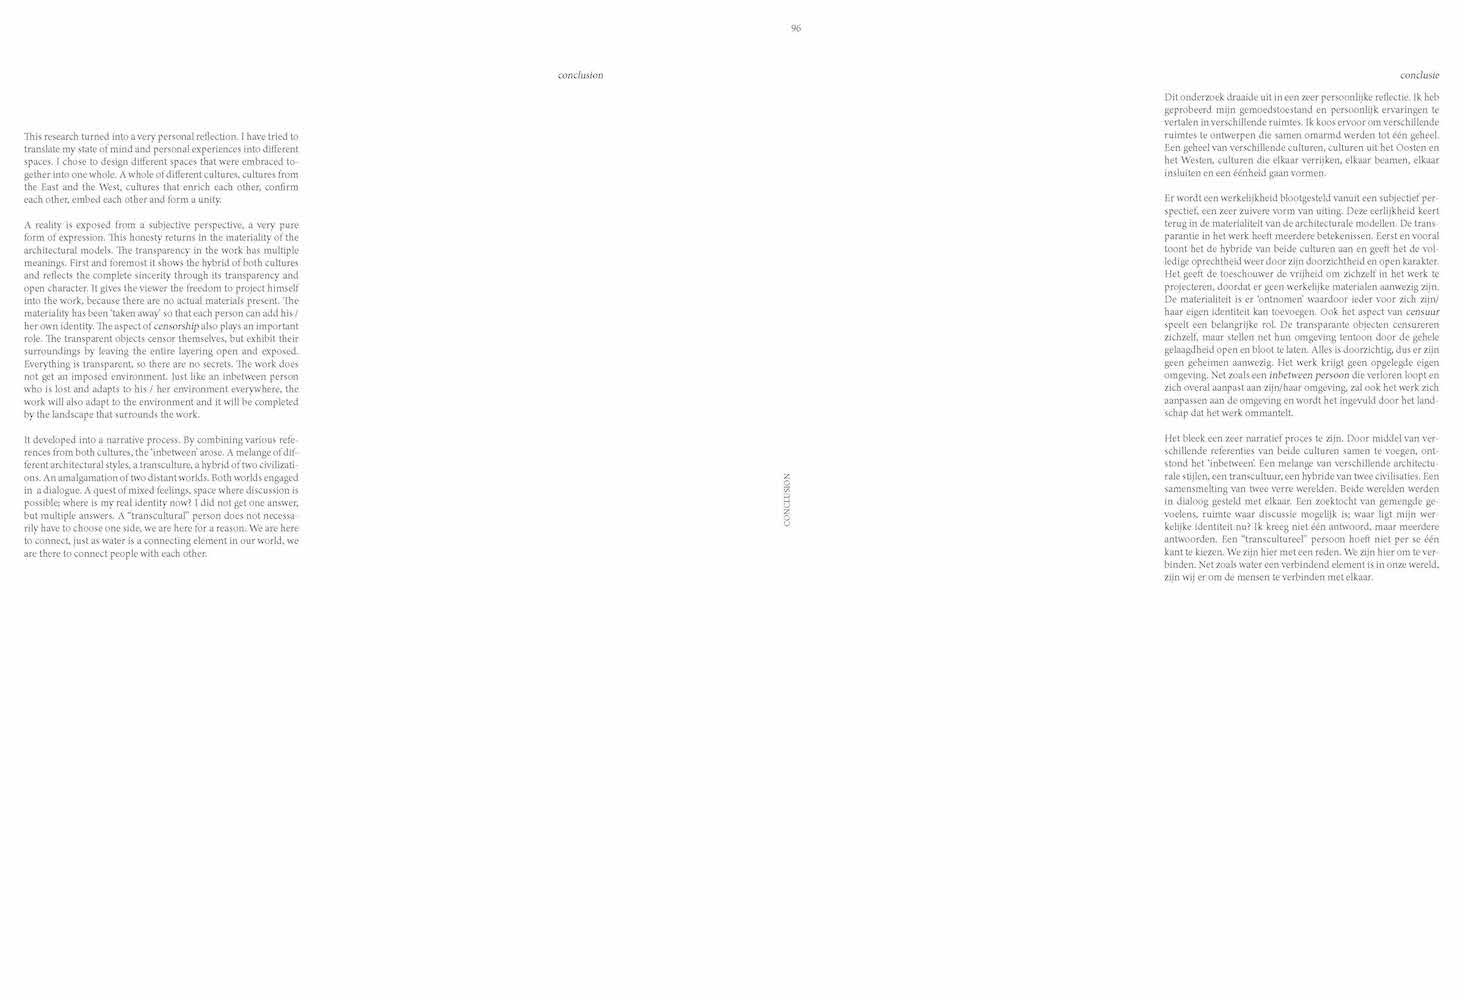 96
conclusion
This research turned into a very personal reflection. I have tried to
translate my state of mind and personal experiences into different
spaces. I chose to design different spaces that were embraced to-
gether into one whole. A whole of different cultures, cultures from
the East and the West, cultures that enrich each other, confirm
each other, embed each other and form a unity.
A reality is exposed from a subjective perspective, a very pure
form of expression. This honesty returns in the materiality of the
architectural models. The transparency in the work has multiple
meanings. First and foremost it shows the hybrid of both cultures
and reflects the complete sincerity through its transparency and
open character. It gives the viewer the freedom to project himself
into the work, because there are no actual materials present. The
materiality has been 'taken away' so that each person can add his /
her own identity. The aspect of censorship also plays an important
role. The transparent objects censor themselves, but exhibit their
surroundings by leaving the entire layering open and exposed.
Everything is transparent, so there are no secrets. The work does
not get an imposed environment. Just like an inbetween person
who is lost and adapts to his / her environment everywhere, the
work will also adapt to the environment and it will be completed
by the landscape that surrounds the work.
It developed into a narrative process. By combining various refe-
rences from both cultures, the 'inbetween' arose. A melange of dif-
ferent architectural styles, a transculture, a hybrid of two civilizati-
ons. An amalgamation of two distant worlds. Both worlds engaged
in a dialogue. A quest of mixed feelings, space where discussion is
possible; where is my real identity now? I did not get one answer,
but multiple answers. A "transcultural" person does not necessa-
rily have to choose one side, we are here for a reason. We are here
to connect, just as water is a connecting element in our world, we
are there to connect people with each other.
CONCLUSION
conclusie
Dit onderzoek draaide uit in een zeer persoonlijke reflectie. Ik heb
geprobeerd mijn gemoedstoestand en persoonlijk ervaringen te
vertalen in verschillende ruimtes. Ik koos ervoor om verschillende
ruimtes te ontwerpen die samen omarmd werden tot één geheel.
Een geheel van verschillende culturen, culturen uit het Oosten en
het Westen, culturen die elkaar verrijken, elkaar beamen, elkaar
insluiten en een éénheid gaan vormen.
Er wordt een werkelijkheid blootgesteld vanuit een subjectief per-
spectief, een zeer zuivere vorm van uiting. Deze eerlijkheid keert
terug in de materialiteit van de architecturale modellen. De trans-
parantie in het werk heeft meerdere betekenissen. Eerst en vooral
toont het de hybride van beide culturen aan en geeft het de vol-
ledige oprechtheid weer door zijn doorzichtheid en open karakter.
Het geeft de toeschouwer de vrijheid om zichzelf in het werk te
projecteren, doordat er geen werkelijke materialen aanwezig zijn.
De materialiteit is er 'ontnomen' waardoor ieder voor zich zijn/
haar eigen identiteit kan toevoegen. Ook het aspect van censuur
speelt een belangrijke rol. De transparante objecten censureren
zichzelf, maar stellen net hun omgeving tentoon door de gehele
gelaagdheid open en bloot te laten. Alles is doorzichtig, dus er zijn
geen geheimen aanwezig. Het werk krijgt geen opgelegde eigen
omgeving. Net zoals een inbetween persoon die verloren loopt en
zich overal aanpast aan zijn/haar omgeving, zal ook het werk zich
aanpassen aan de omgeving en wordt het ingevuld door het land-
schap dat het werk ommantelt.
Het bleek een zeer narratief proces te zijn. Door middel van ver-
schillende referenties van beide culturen samen te voegen, ont-
stond het 'inbetween'. Een melange van verschillende architectu-
rale stijlen, een transcultuur, een hybride van twee civilisaties. Een
samensmelting van twee verre werelden. Beide werelden werden
in dialoog gesteld met elkaar. Een zoektocht van gemengde ge-
voelens, ruimte waar discussie mogelijk is; waar ligt mijn wer-
kelijke identiteit nu? Ik kreeg niet één antwoord, maar meerdere
antwoorden. Een "transcultureel" persoon hoeft niet per se één
kant te kiezen. We zijn hier met een reden. We zijn hier om te ver-
binden. Net zoals water een verbindend element is in onze wereld,
zijn wij er om de mensen te verbinden met elkaar.